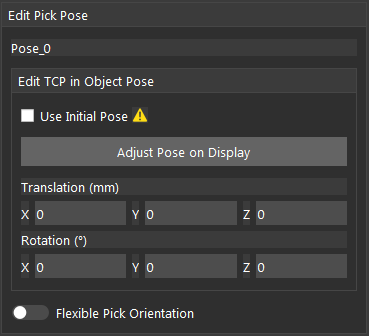 Edit Pick Pose
Pose_0
Edit TCP in Object Pose
Use Initial Pose
Adjust Pose on Display
Translation (mm)
X 0 Y 0 Z 0
Rotation (°)
X 0 Y 0 Z 0
Flexible Pick Orientation